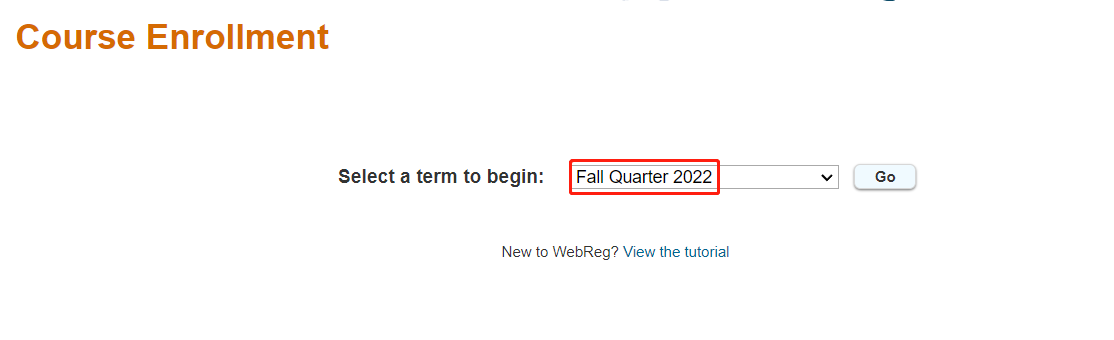 Course Enrollment
Select a term to begin: Fall Quarter 2022 Go
New to WebReg? View the tutorial